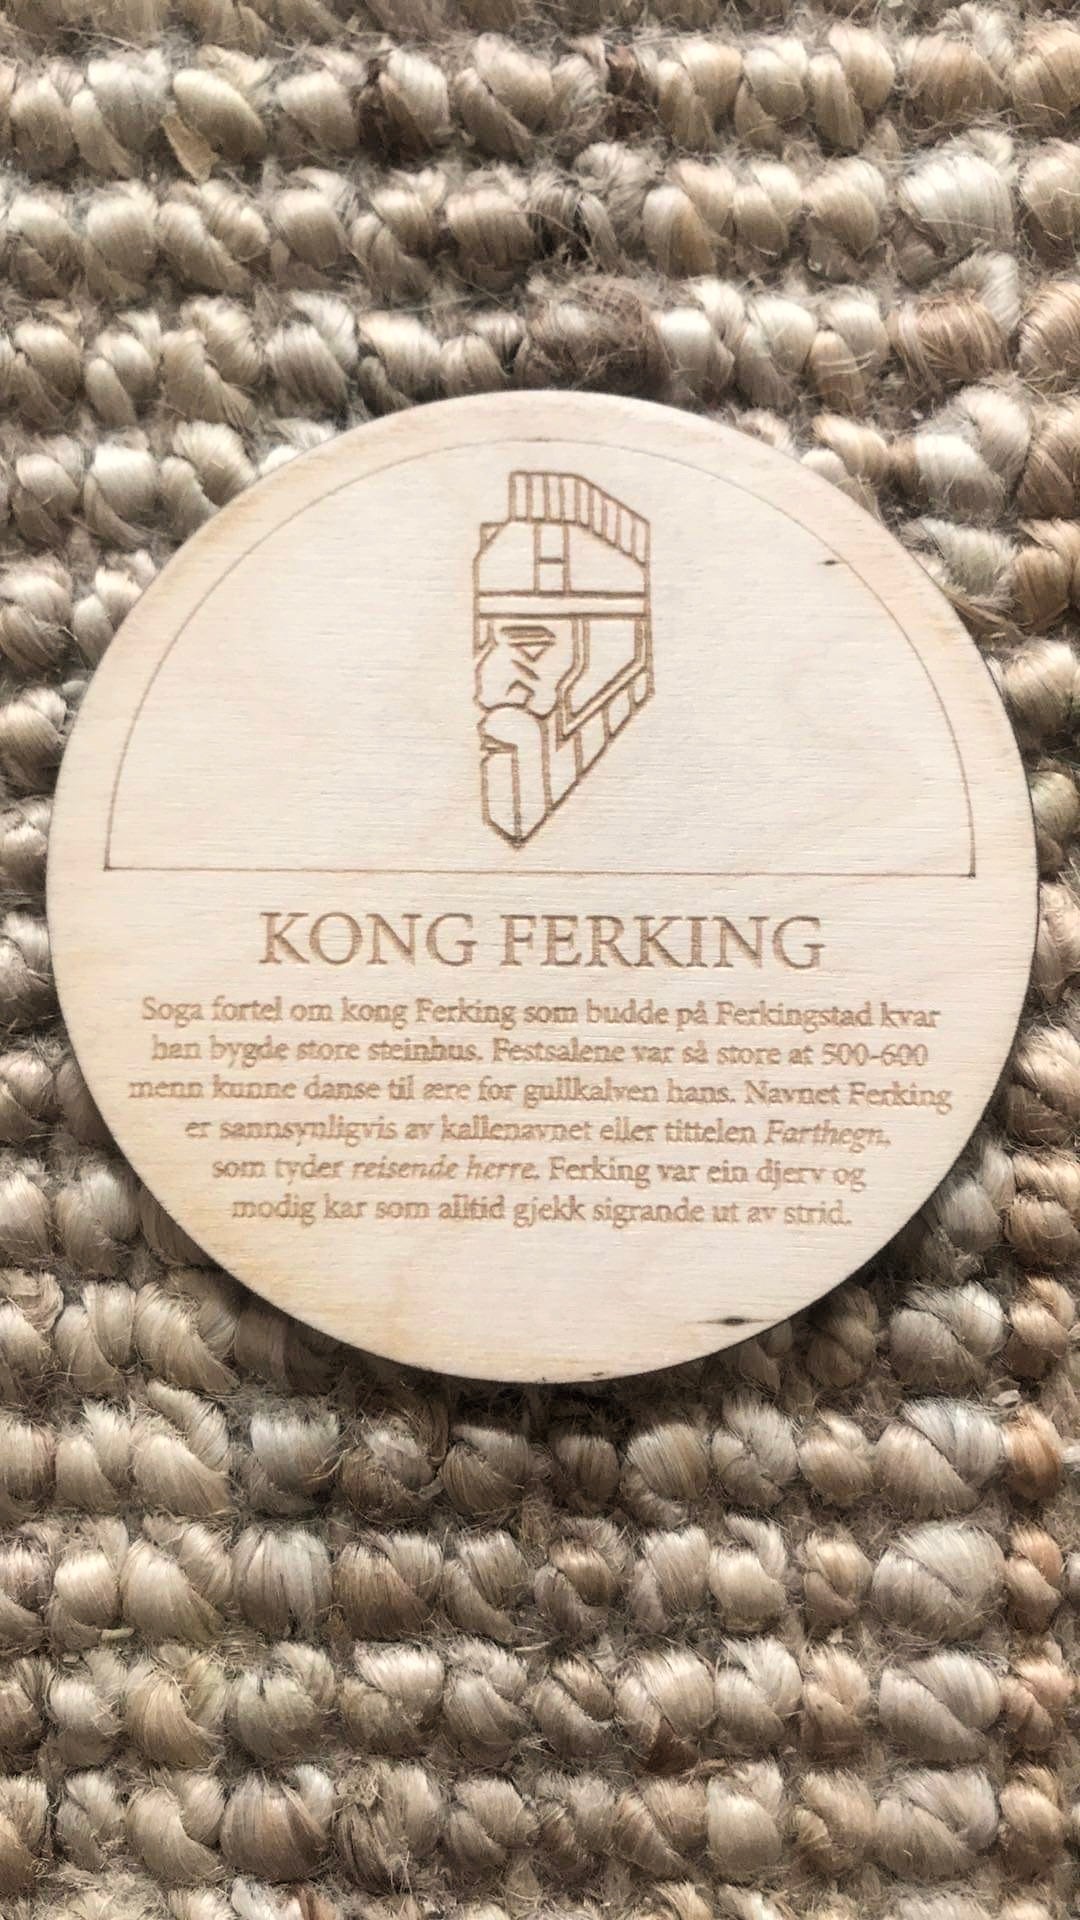 KONG FERKING
Soga fortel om kong Ferking som budde på Ferkingstad kvar
han bygde store steinhus. Festsalene var så store at 500-600
menn kunne danse til ære for gullkalven hans. Navnet Ferking
er sannsynligvis av kallenavnet eller tittelen Farthegn,
som tyder reisende herre. Ferking var ein djerv og
modig kar som alltid gjekk sigrande ut av strid.